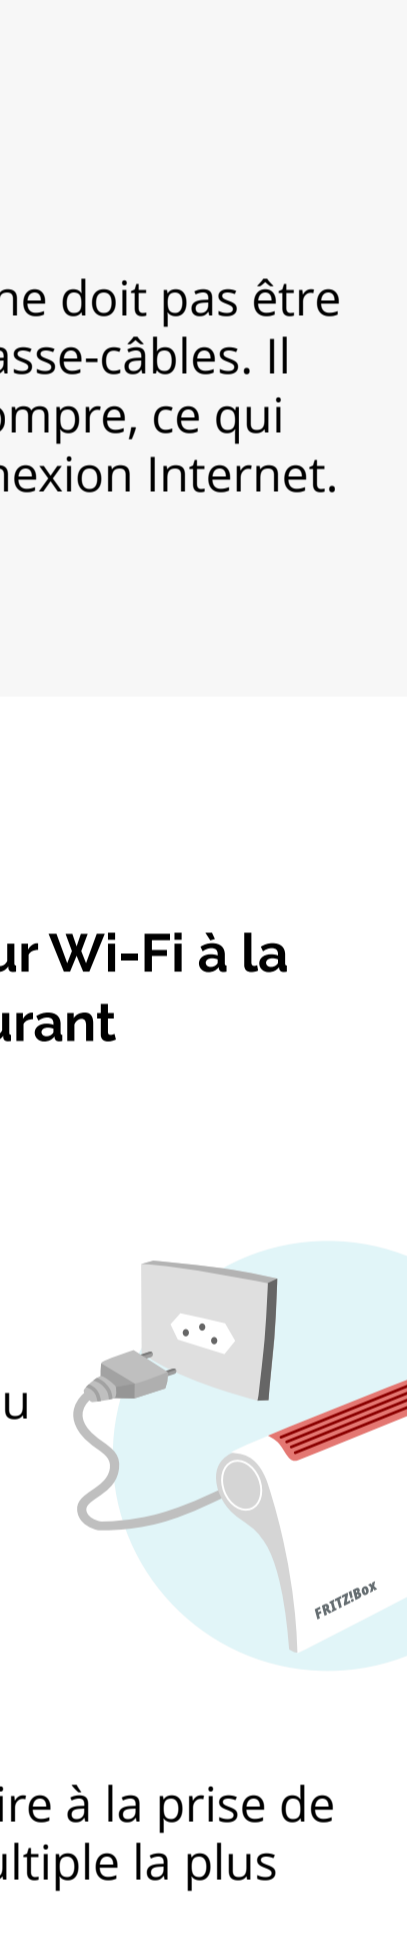 ne doit pas être
asse-câbles. Il
ompre, ce qui
nexion Internet.
ur Wi-Fi à la
urant
u
FRITZ!Box
ire à la prise de
ultiple la plus